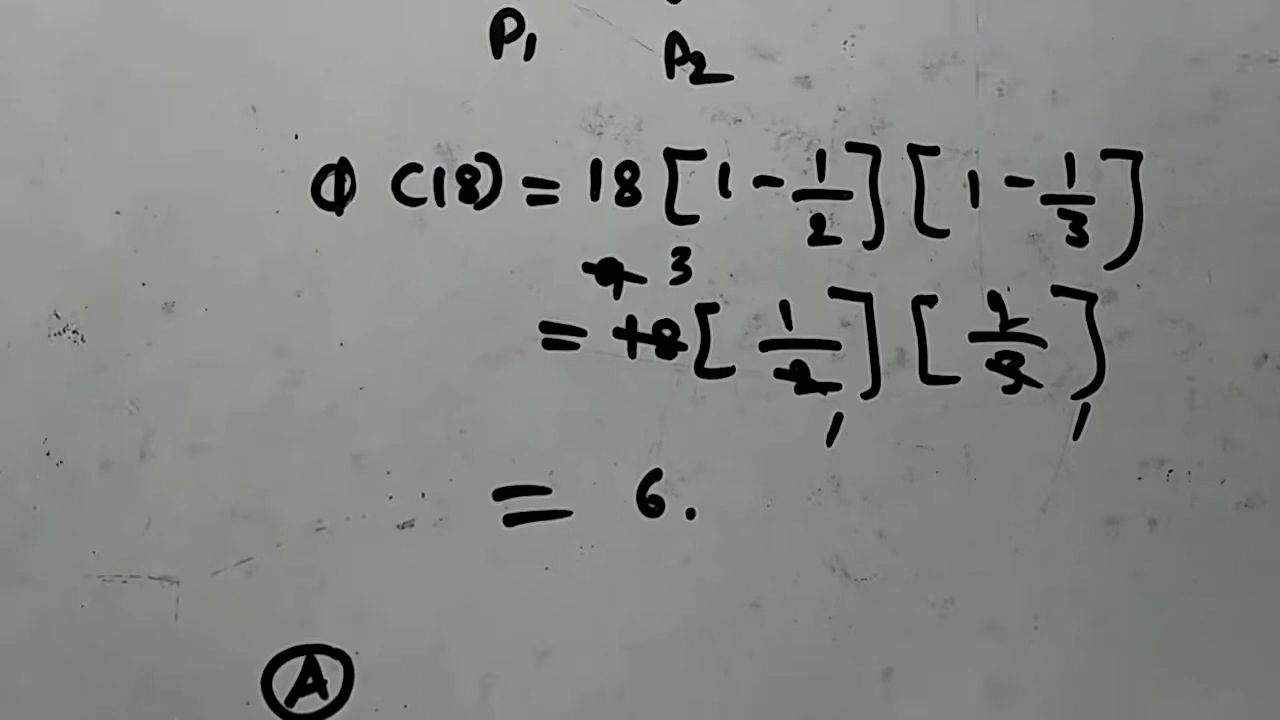 P₁
P₂
Φ (18) = 18 [1 - 1/2] [1 - 1/3]
9 3
= 18 [1/2] [2/3]
1 1
= 6.
A